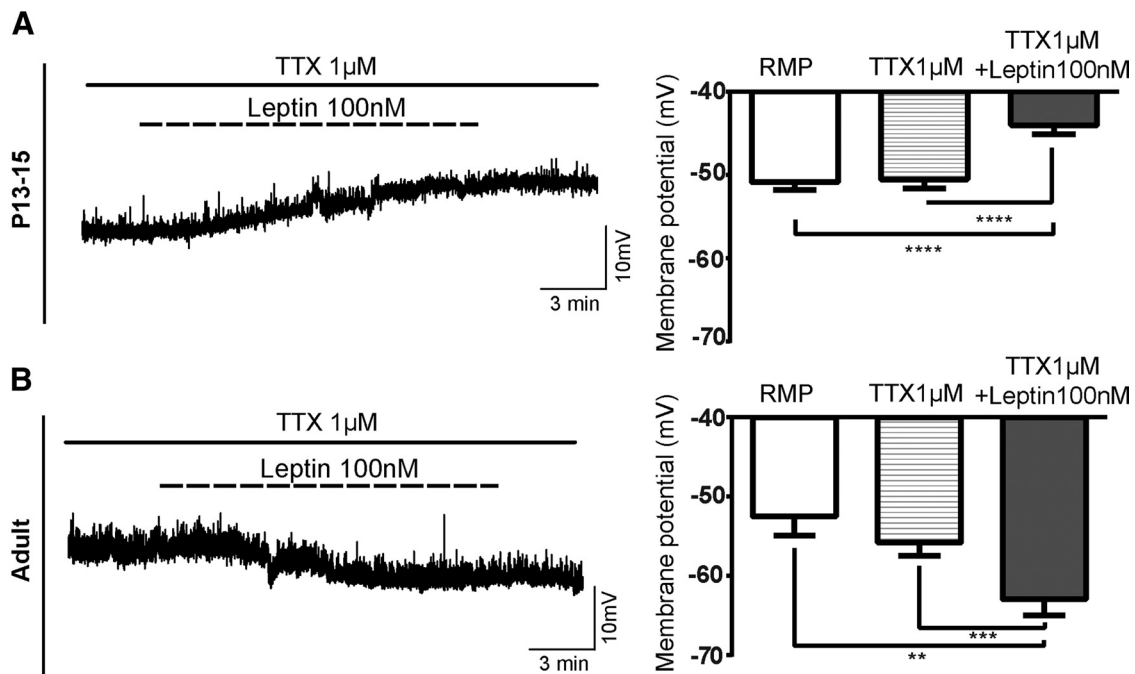 A
P13-15
TTX 1µM
Leptin 100nM
10mV
3 min
RMP
TTX1µM
TTX1µM
+Leptin100nM
Membrane potential (mV)
-40
-50
-60
-70
****
****
B
Adult
TTX 1µM
Leptin 100nM
10mV
3 min
RMP
TTX1µM
TTX1µM
+Leptin100nM
Membrane potential (mV)
-40
-50
-60
-70
***
**